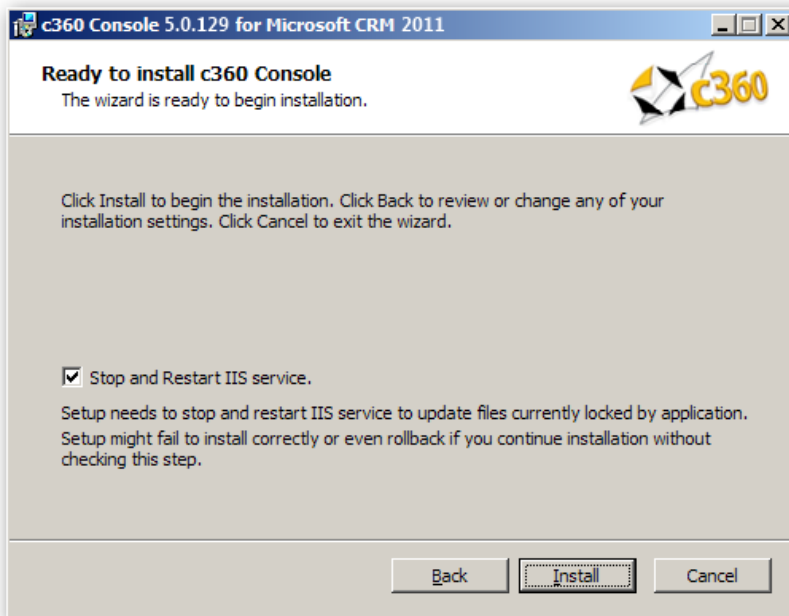 c360 Console 5.0.129 for Microsoft CRM 2011
Ready to install c360 Console
The wizard is ready to begin installation.
c360
Click Install to begin the installation. Click Back to review or change any of your
installation settings. Click Cancel to exit the wizard.
Stop and Restart IIS service.
Setup needs to stop and restart IIS service to update files currently locked by application.
Setup might fail to install correctly or even rollback if you continue installation without
checking this step.
Back Install Cancel